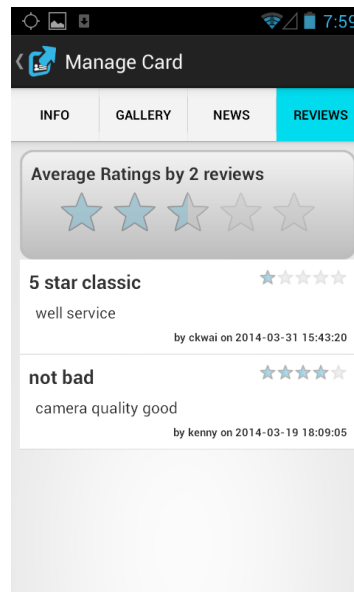 7:59
Manage Card
INFO GALLERY NEWS REVIEWS
Average Ratings by 2 reviews
5 star classic
well service
by ckwai on 2014-03-31 15:43:20
not bad
camera quality good
by kenny on 2014-03-19 18:09:05